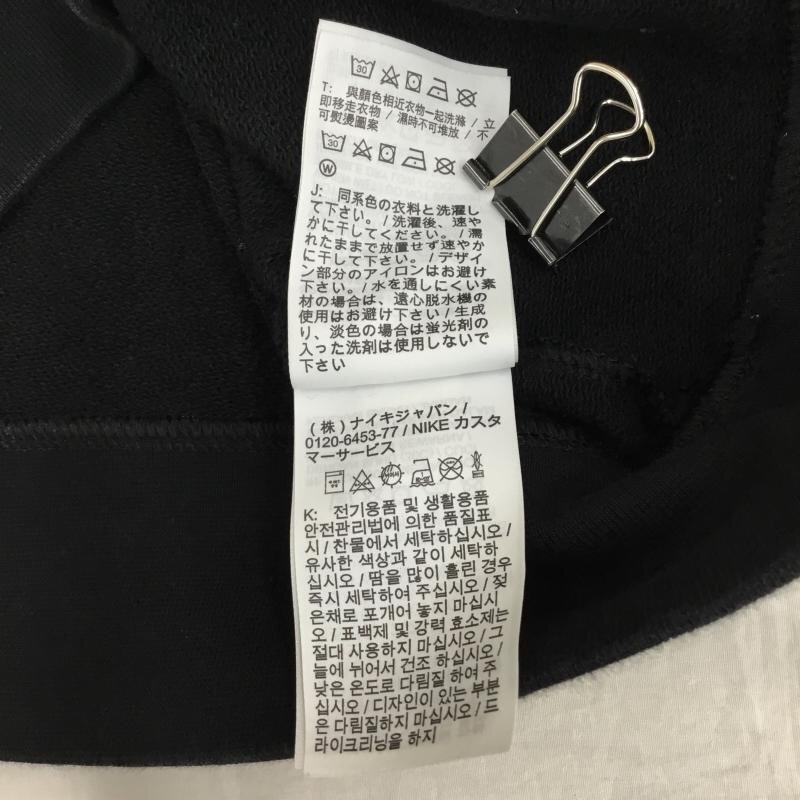 30
T: 與顏色相近衣物一起洗滌 / 立
即移走衣物 / 濕時不可堆放 / 不
可熨燙圖案
30
W
J: 同系色の衣料と洗濯し
て下さい。/ 洗濯後、速や
かに干してください。/ 濡
れたままで放置せず速やか
に干して下さい。/ デザイ
ン部分のアイロンはお避け
下さい。/ 水を通しにくい素
材の場合は、遠心脱水機の
使用はお避け下さい / 生成
り、淡色の場合は蛍光剤の
入った洗剤は使用しないで
下さい
(株) ナイキジャパン /
0120-6453-77 / NIKE カスタ
マーサービス
K: 전기용품 및 생활용품
안전관리법에 의한 품질표
시 / 찬물에서 세탁하십시오 /
유사한 색상과 같이 세탁하
십시오 / 땀을 많이 흘린 경우
즉시 세탁하여 주십시오 / 젖
은채로 포개어 놓지 마십시
오 / 표백제 및 강력 효소제는
절대 사용하지 마십시오 / 그
늘에 뉘어서 건조 하십시오 /
낮은 온도로 다림질 하여 주
십시오 / 디자인이 있는 부분
은 다림질하지 마십시오 / 드
라이크리닝을 하지